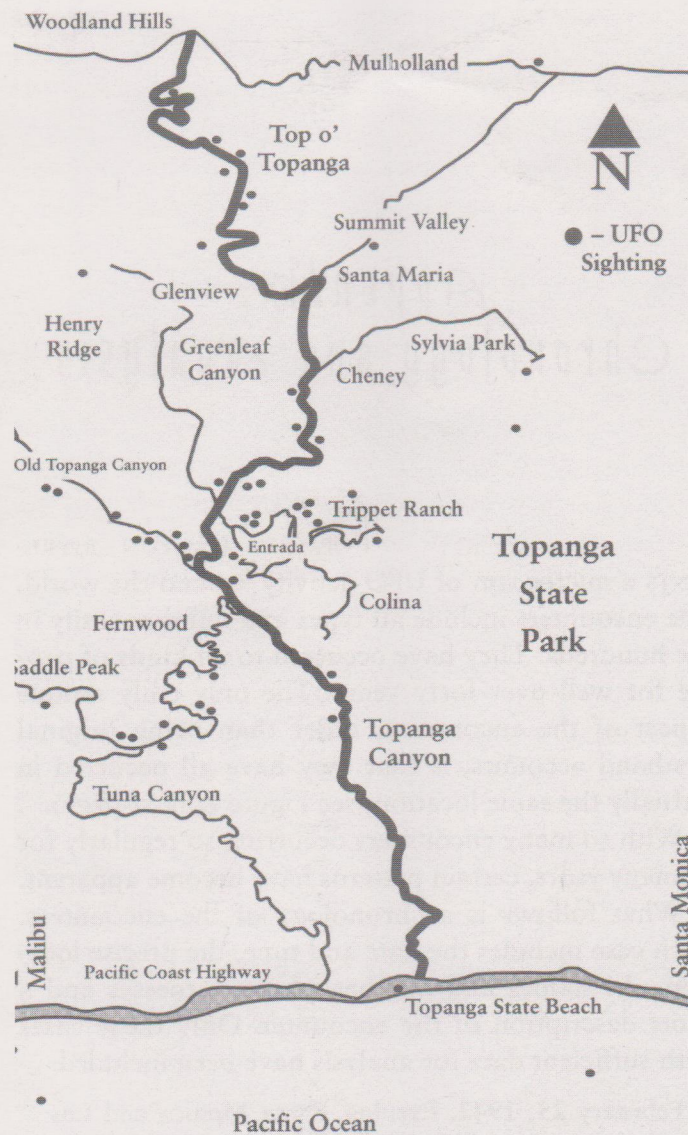 Woodland Hills
Mulholland
Top o'
Topanga
N
Summit Valley
– UFO
Sighting
Santa Maria
Glenview
Henry
Ridge
Greenleaf
Canyon
Sylvia Park
Cheney
Old Topanga Canyon
Trippet Ranch
Entrada
Topanga
State
Park
Colina
Fernwood
Saddle Peak
Topanga
Canyon
Tuna Canyon
Malibu
Santa Monica
Pacific Coast Highway
Topanga State Beach
Pacific Ocean